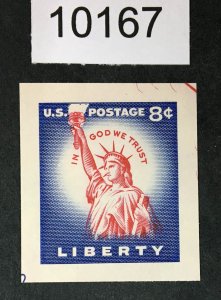 10167
U.S. POSTAGE 8¢
IN GOD WE TRUST
LIBERTY